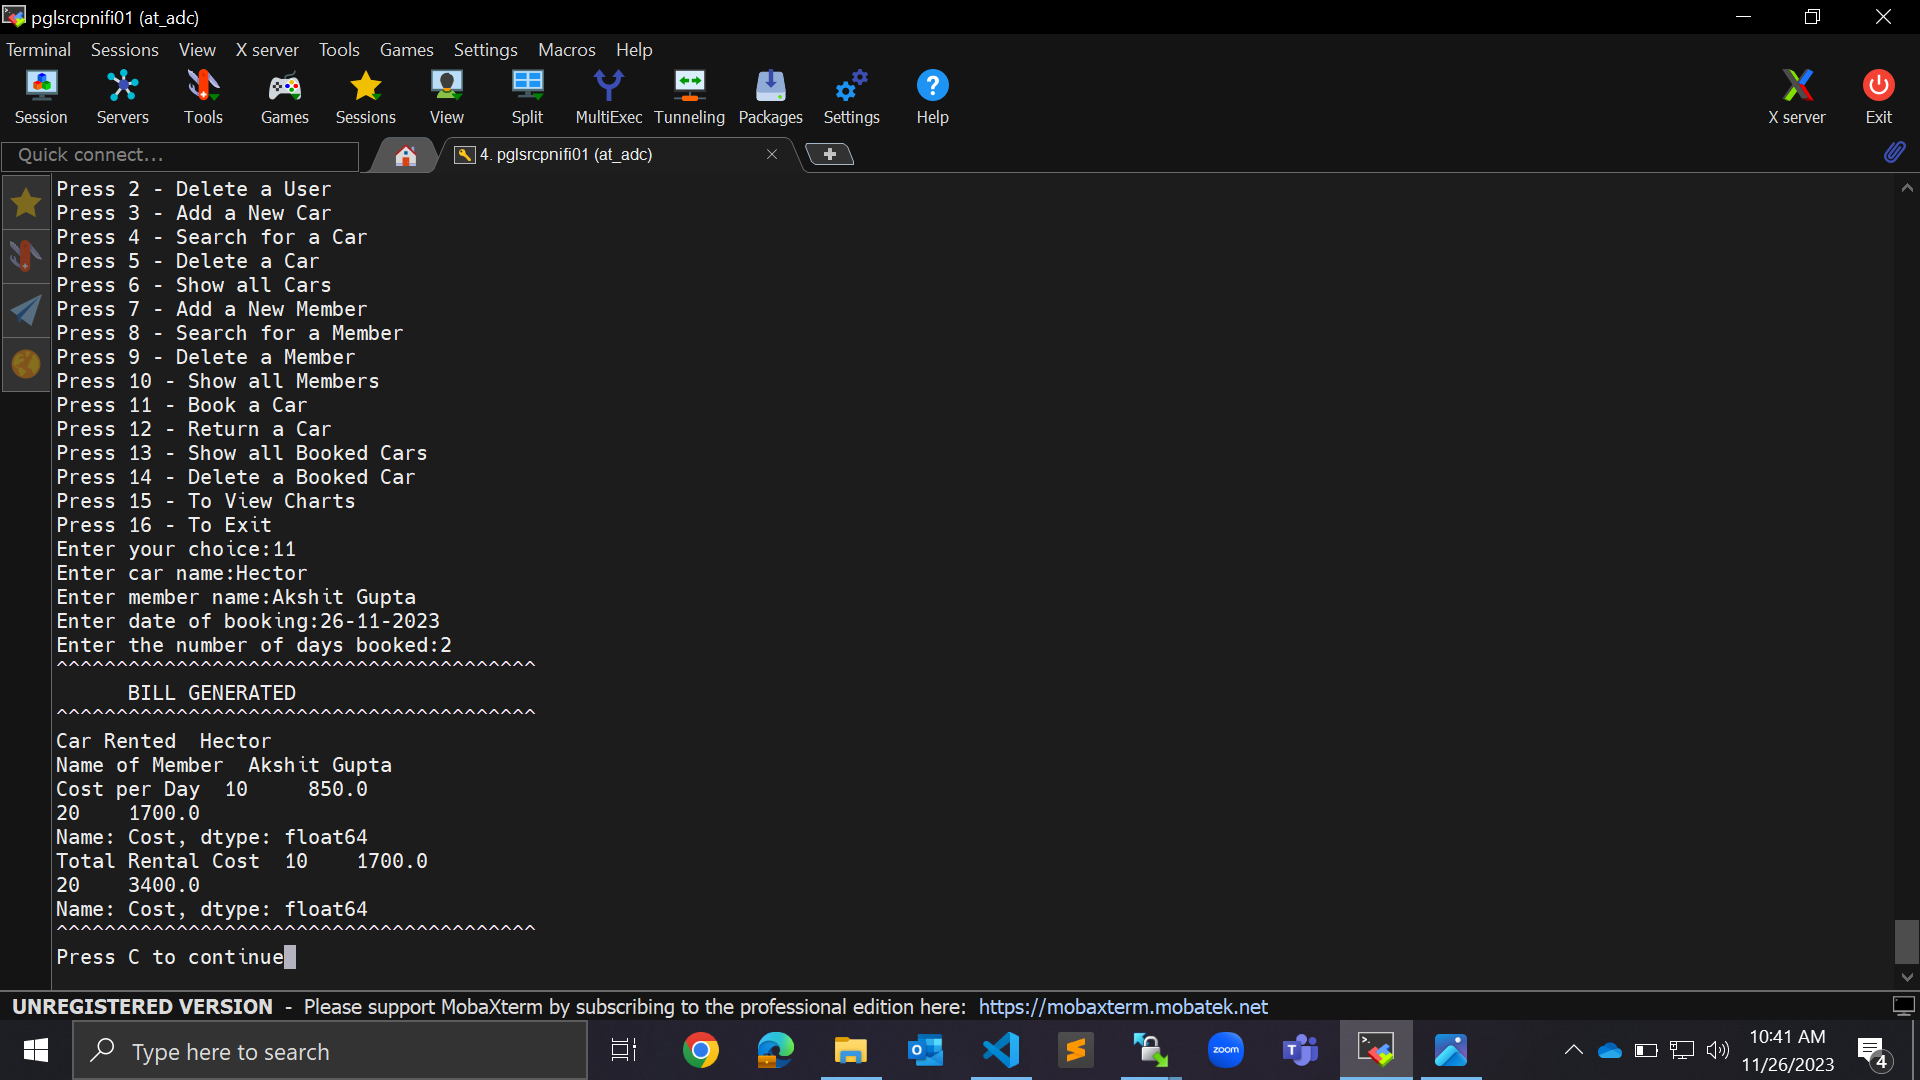 pglsrcpnifi01 (at_adc)
Terminal Sessions View X server Tools Games Settings Macros Help
Session Servers Tools Games Sessions View Split MultiExec Tunneling Packages Settings Help X server Exit
Quick connect...
4. pglsrcpnifi01 (at_adc)
Press 2 - Delete a User
Press 3 - Add a New Car
Press 4 - Search for a Car
Press 5 - Delete a Car
Press 6 - Show all Cars
Press 7 - Add a New Member
Press 8 - Search for a Member
Press 9 - Delete a Member
Press 10 - Show all Members
Press 11 - Book a Car
Press 12 - Return a Car
Press 13 - Show all Booked Cars
Press 14 - Delete a Booked Car
Press 15 - To View Charts
Press 16 - To Exit
Enter your choice:11
Enter car name:Hector
Enter member name:Akshit Gupta
Enter date of booking:26-11-2023
Enter the number of days booked:2
^^^^^^^^^^^^^^^^^^^^^^^^^^^^^^^^^^^^^^^^
BILL GENERATED
^^^^^^^^^^^^^^^^^^^^^^^^^^^^^^^^^^^^^^^^
Car Rented  Hector
Name of Member  Akshit Gupta
Cost per Day  10     850.0
20    1700.0
Name: Cost, dtype: float64
Total Rental Cost  10    1700.0
20    3400.0
Name: Cost, dtype: float64
^^^^^^^^^^^^^^^^^^^^^^^^^^^^^^^^^^^^^^^^
Press C to continue
UNREGISTERED VERSION - Please support MobaXterm by subscribing to the professional edition here: https://mobaxterm.mobatek.net
Type here to search
zoom
10:41 AM
11/26/2023
4